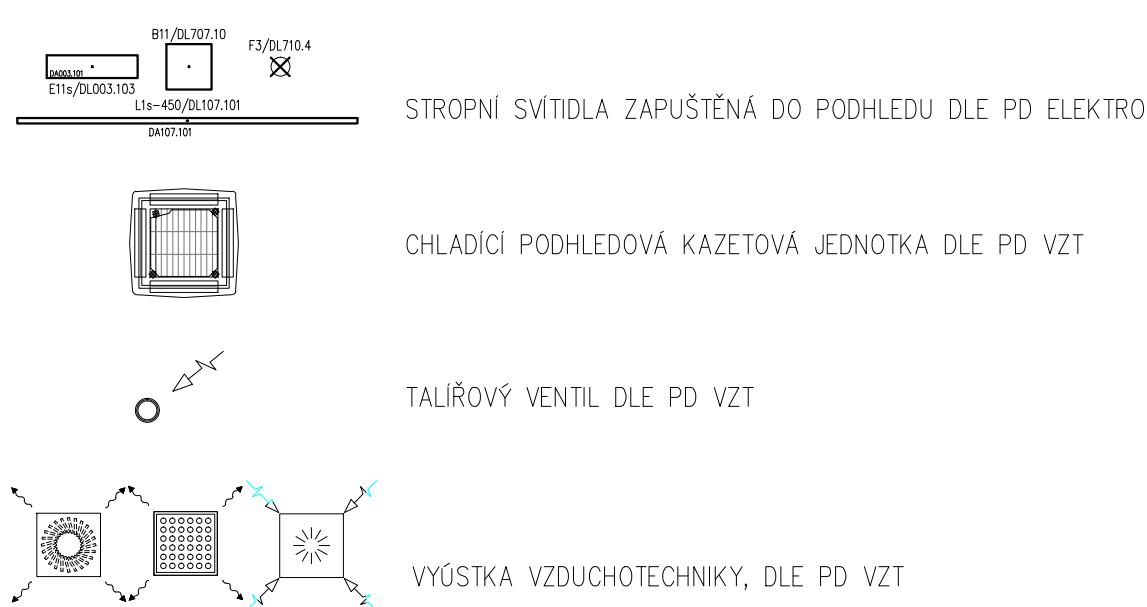 B11/DL707.10
F3/DL710.4
DA003.101
E11s/DL003.103
L1s-450/DL107.101
DA107.101
STROPNÍ SVÍTIDLA ZAPUŠTĚNÁ DO PODHLEDU DLE PD ELEKTRO
CHLADÍCÍ PODHLEDOVÁ KAZETOVÁ JEDNOTKA DLE PD VZT
TALÍŘOVÝ VENTIL DLE PD VZT
VYÚSTKA VZDUCHOTECHNIKY, DLE PD VZT